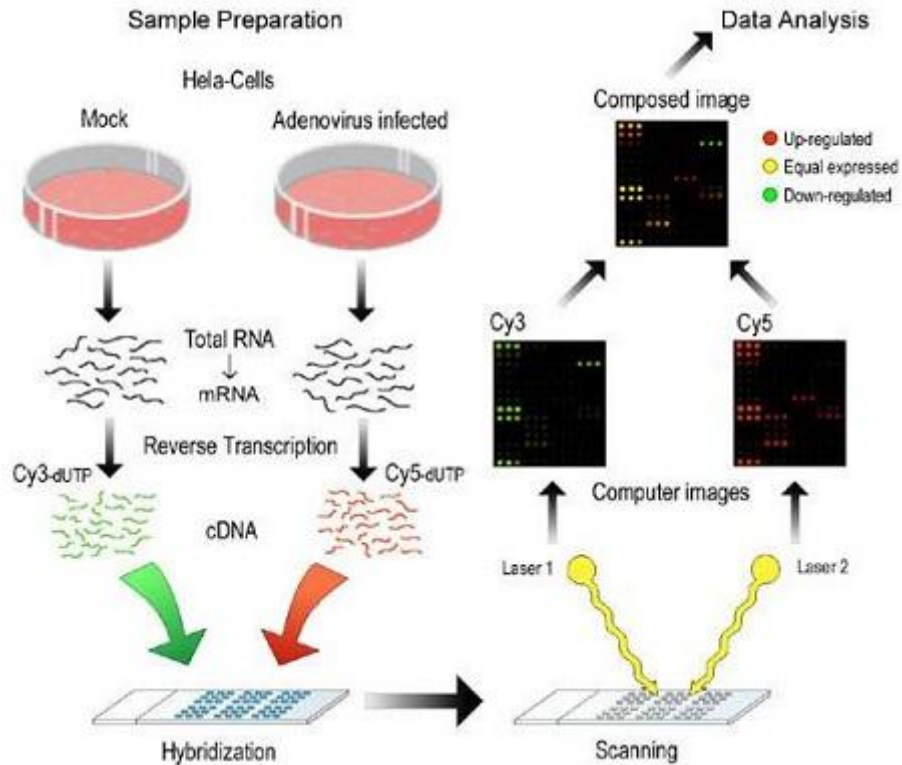 Sample Preparation
Hela-Cells
Mock
Adenovirus infected
Total RNA
mRNA
Reverse Transcription
Cy3-dUTP
Cy5-dUTP
cDNA
Hybridization
Data Analysis
Composed image
Up-regulated
Equal expressed
Down-regulated
Cy3
Cy5
Computer images
Laser 1
Laser 2
Scanning